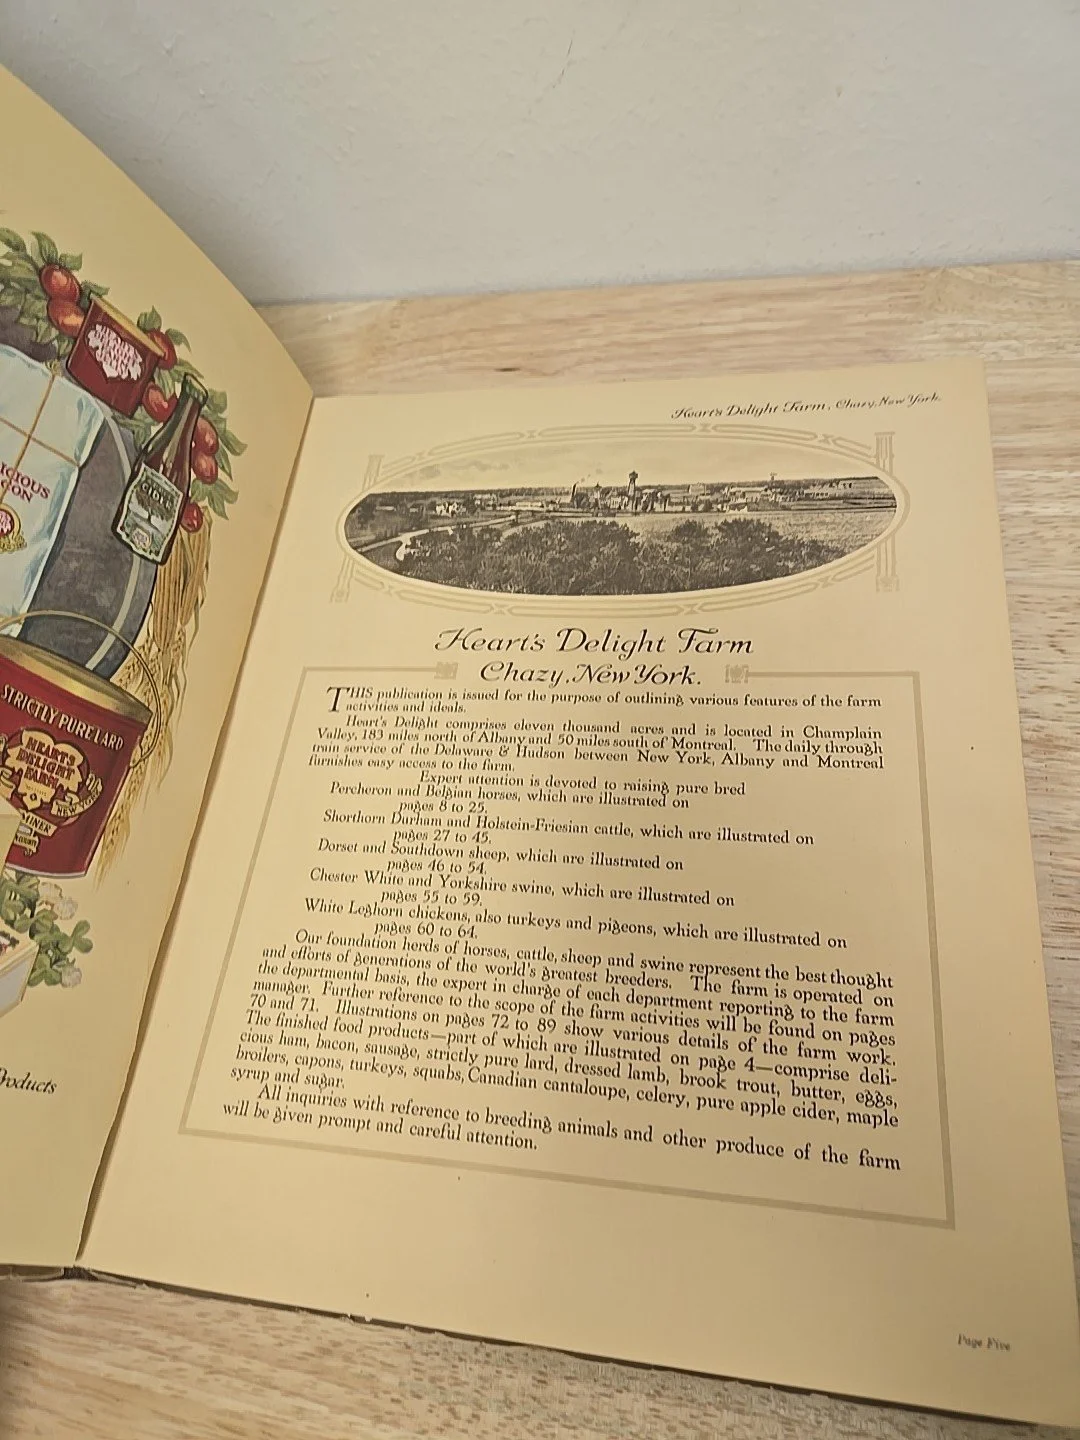 ICIOUS
CON
CIDER
STRICTLY PURE LARD
HEART'S
DELIGHT
FARM
NEW YORK
MINER
Products
Heart's Delight Farm, Chazy, New York.
Heart's Delight Farm
Chazy, New York.
THIS publication is issued for the purpose of outlining various features of the farm
activities and ideals.
Heart's Delight comprises eleven thousand acres and is located in Champlain
Valley, 183 miles north of Albany and 50 miles south of Montreal. The daily through
train service of the Delaware & Hudson between New York, Albany and Montreal
furnishes easy access to the farm.
Expert attention is devoted to raising pure bred
Percheron and Belgian horses, which are illustrated on
pages 8 to 25.
Shorthorn Durham and Holstein-Friesian cattle, which are illustrated on
pages 27 to 45.
Dorset and Southdown sheep, which are illustrated on
pages 46 to 54.
Chester White and Yorkshire swine, which are illustrated on
pages 55 to 59.
White Leghorn chickens, also turkeys and pigeons, which are illustrated on
pages 60 to 64.
Our foundation herds of horses, cattle, sheep and swine represent the best thought
and efforts of generations of the world's greatest breeders. The farm is operated on
the departmental basis, the expert in charge of each department reporting to the farm
manager. Further reference to the scope of the farm activities will be found on pages
70 and 71. Illustrations on pages 72 to 89 show various details of the farm work.
The finished food products—part of which are illustrated on page 4—comprise deli-
cious ham, bacon, sausage, strictly pure lard, dressed lamb, brook trout, butter, eggs,
broilers, capons, turkeys, squabs, Canadian cantaloupe, celery, pure apple cider, maple
syrup and sugar.
All inquiries with reference to breeding animals and other produce of the farm
will be given prompt and careful attention.
Page Five